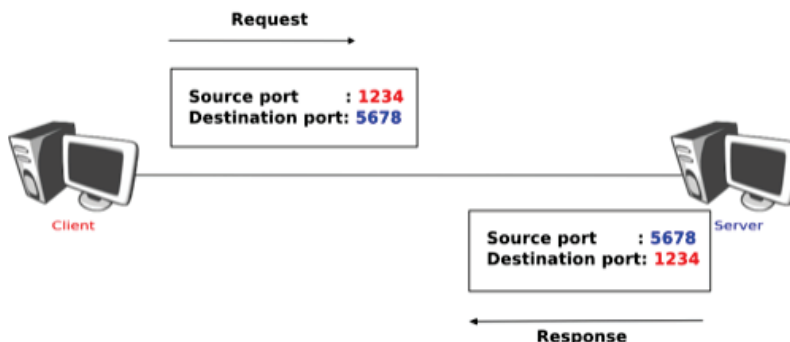 Request
Source port : 1234
Destination port: 5678
Client
Server
Source port : 5678
Destination port: 1234
Response